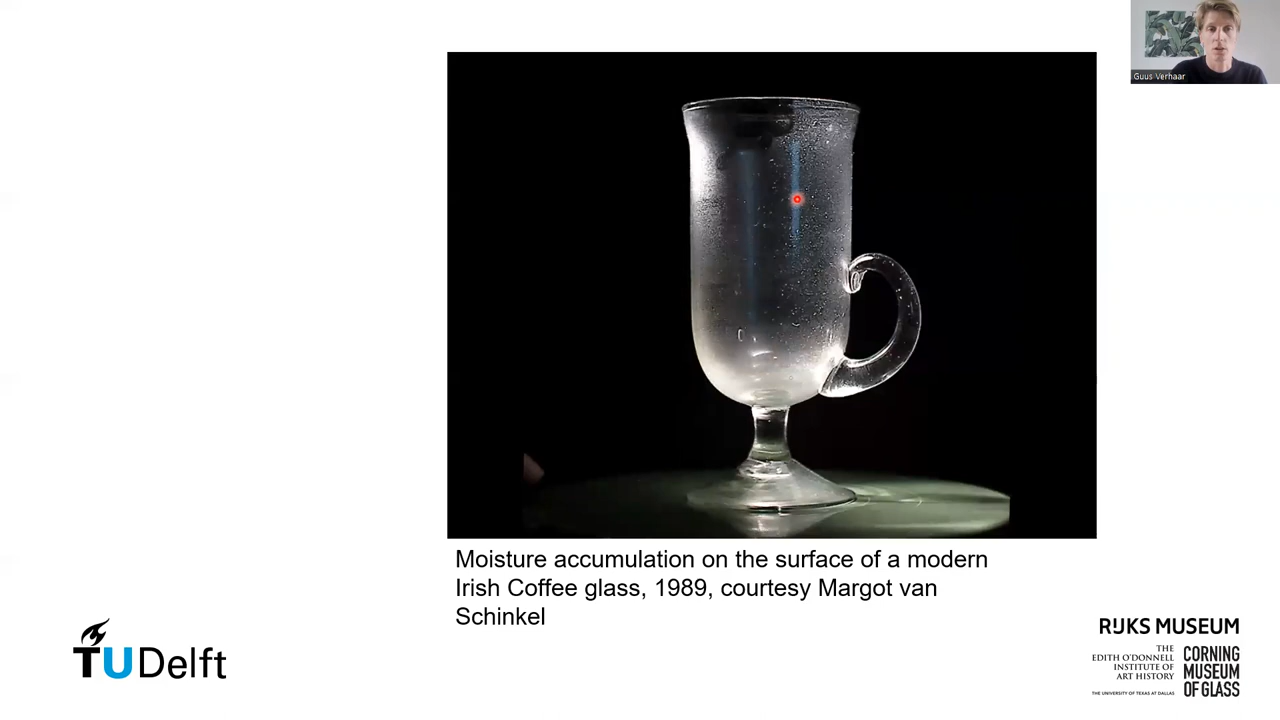 Guus Verhaar
Moisture accumulation on the surface of a modern
Irish Coffee glass, 1989, courtesy Margot van
Schinkel
TU Delft
RIJKS MUSEUM
THE
EDITH O'DONNELL
INSTITUTE OF
ART HISTORY
THE UNIVERSITY OF TEXAS AT DALLAS
CORNING
MUSEUM
OF GLASS